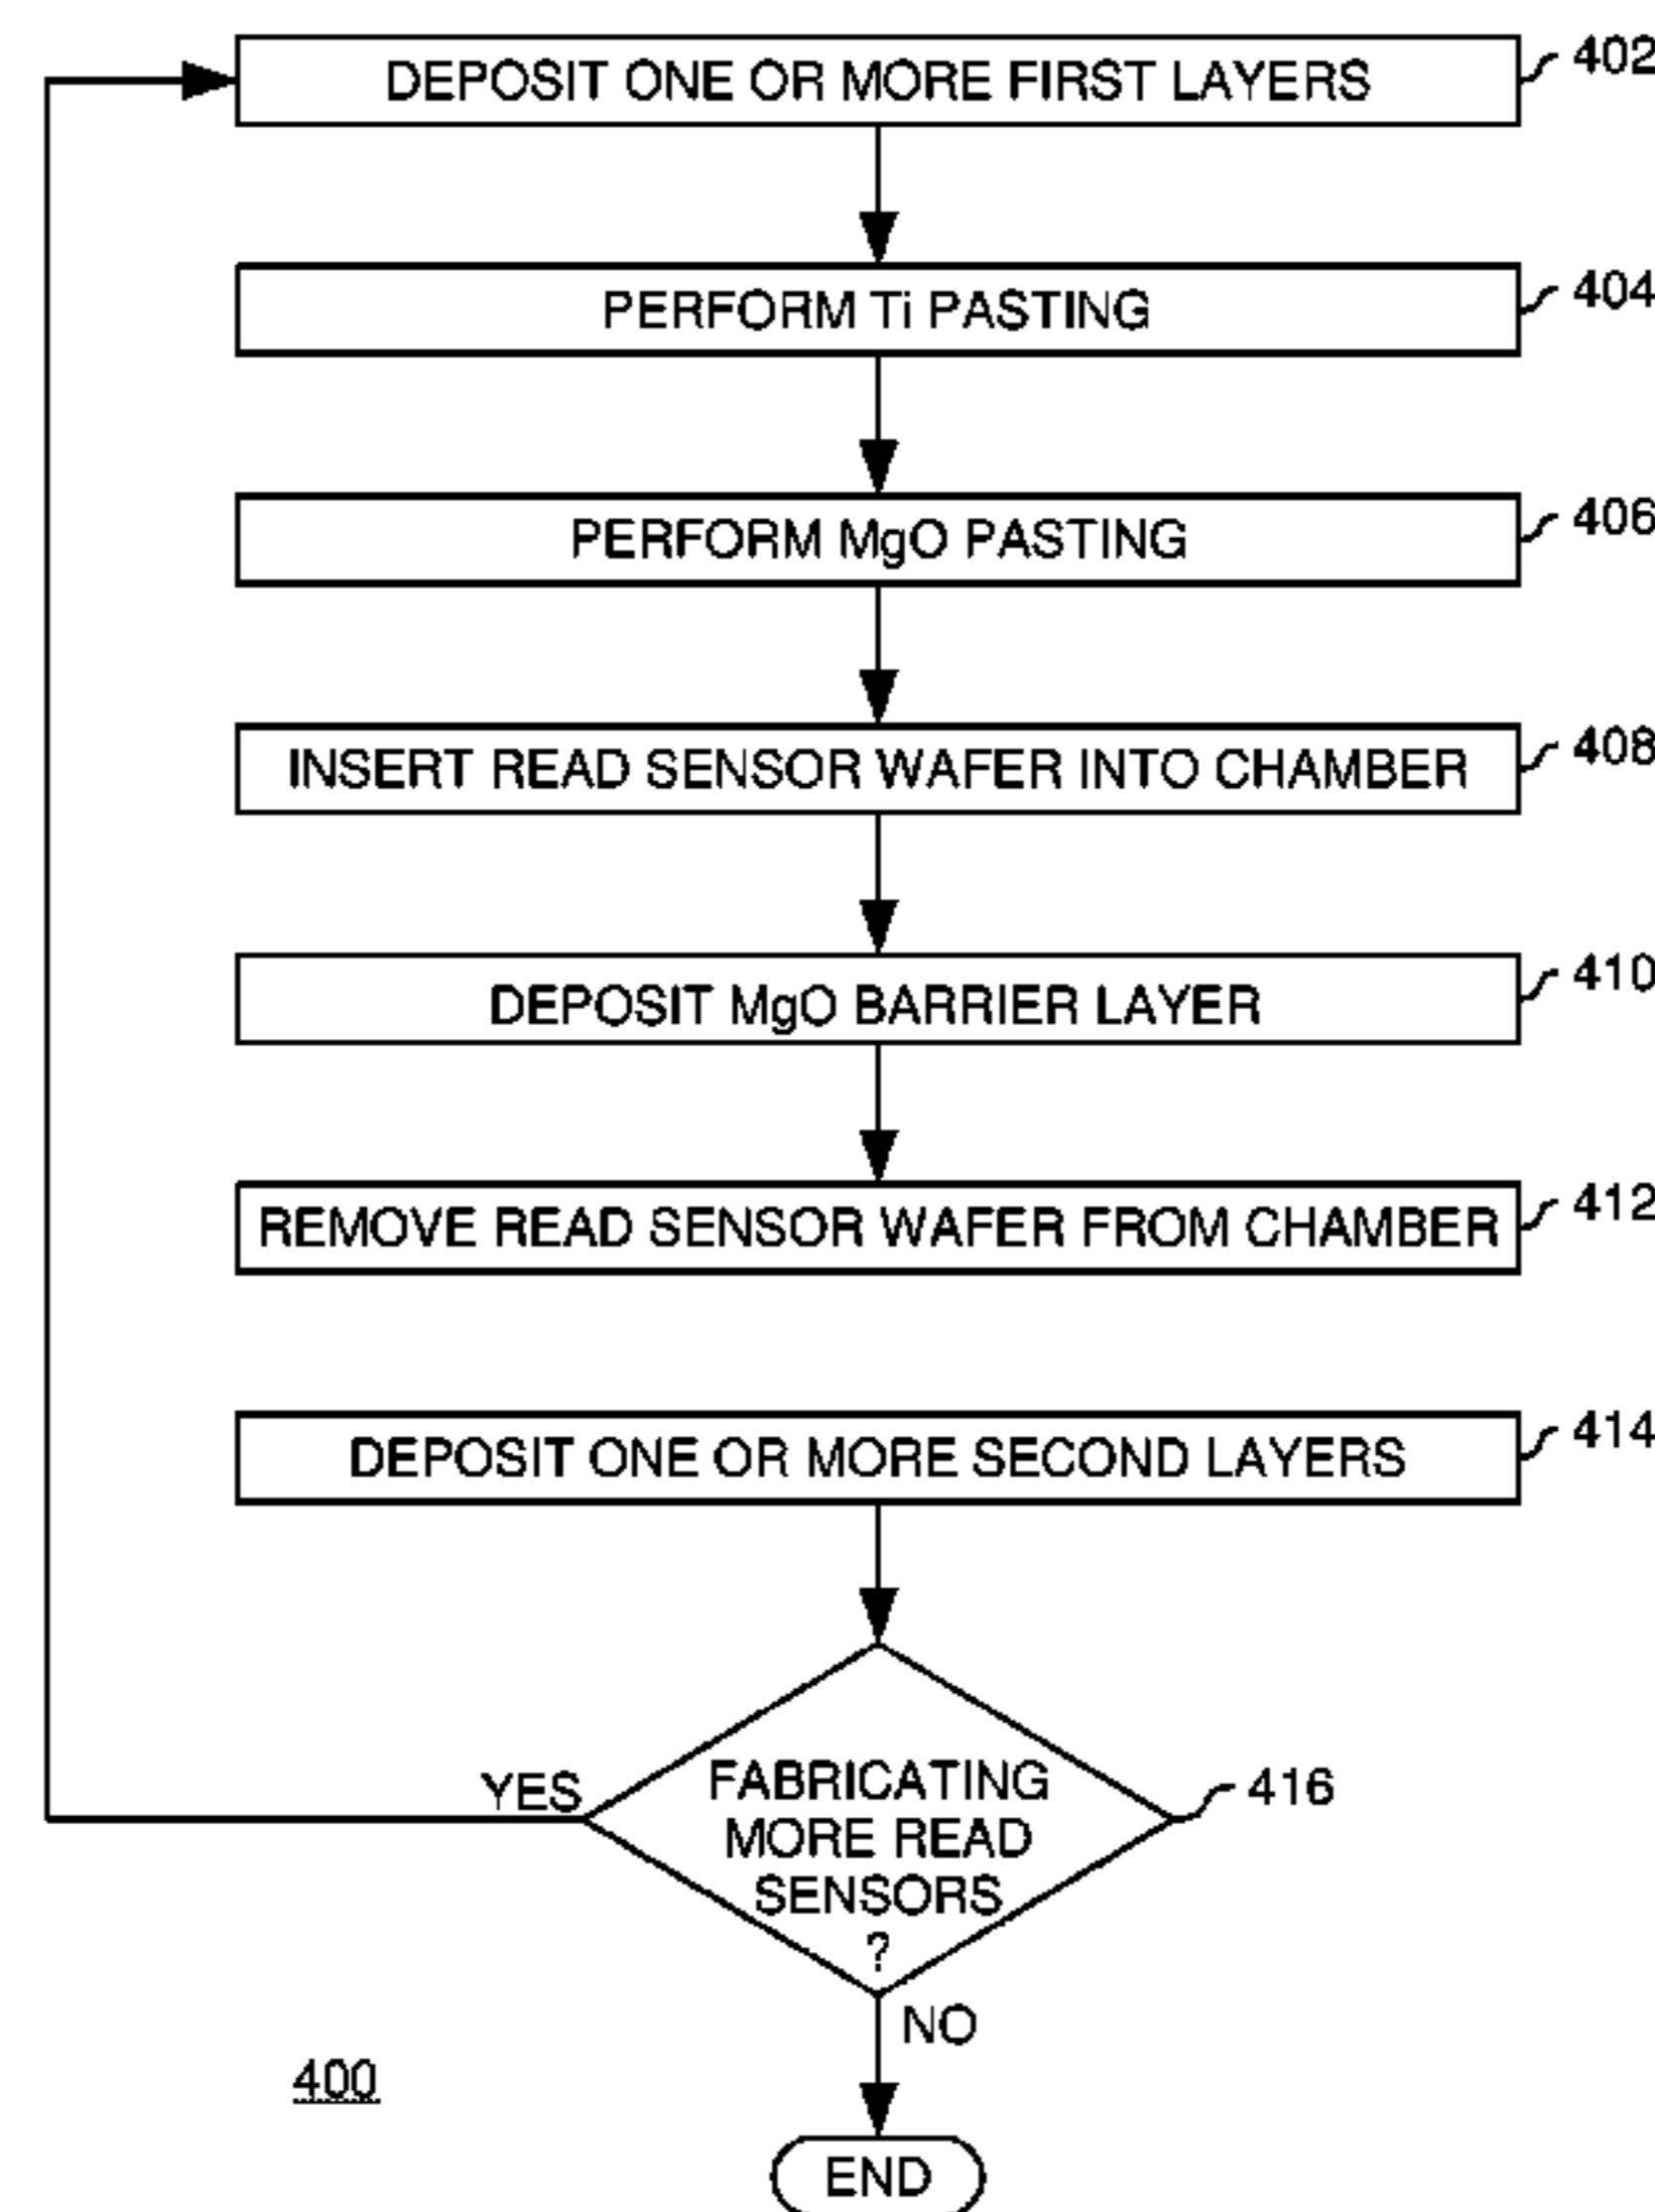 DEPOSIT ONE OR MORE FIRST LAYERS
402
PERFORM Ti PASTING
404
PERFORM MgO PASTING
406
INSERT READ SENSOR WAFER INTO CHAMBER
408
DEPOSIT MgO BARRIER LAYER
410
REMOVE READ SENSOR WAFER FROM CHAMBER
412
DEPOSIT ONE OR MORE SECOND LAYERS
414
YES
FABRICATING
MORE READ
SENSORS
?
416
NO
400
END